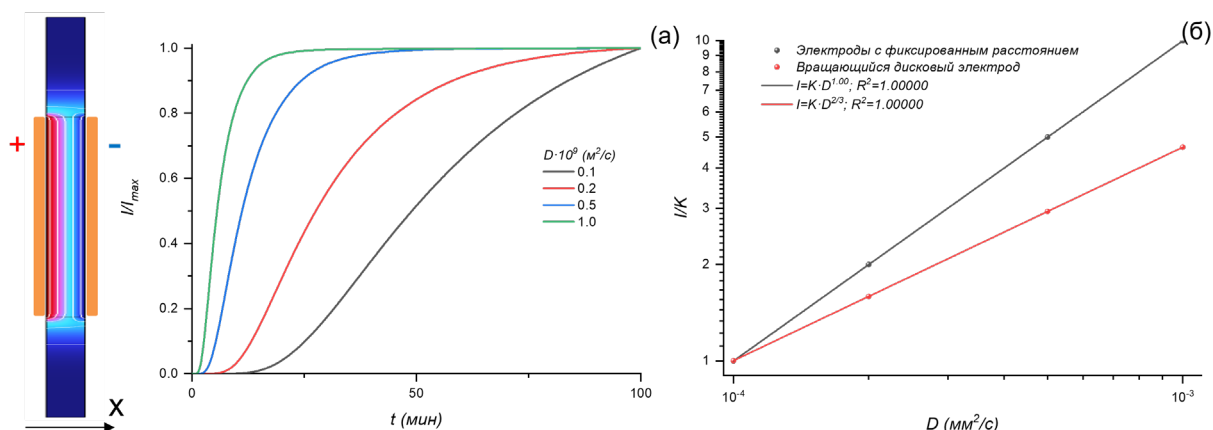 +
-
X
(а)
I/Imax
1.0
0.8
0.6
0.4
0.2
0.0
0
50
100
t (мин)
D·10⁹ (м²/с)
0.1
0.2
0.5
1.0
(б)
I/K
10
9
8
7
6
5
4
3
2
1
10⁻⁴
10⁻³
D (мм²/с)
Электроды с фиксированным расстоянием
Вращающийся дисковый электрод
I=K·D¹·⁰⁰; R²=1.00000
I=K·D²/³; R²=1.00000